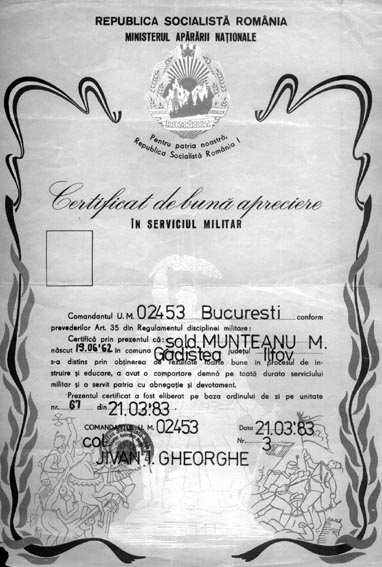 REPUBLICA SOCIALISTĂ ROMÂNIA
MINISTERUL APĂRĂRII NAȚIONALE
Pentru patria noastră,
Republica Socialistă România !
Certificat de bună apreciere
ÎN SERVICIUL MILITAR
Comandantul U. M. 02453 Bucuresti conform
prevederilor Art. 35 din Regulamentul disciplinei militare:
Certifică prin prezentul că: sold. MUNTEANU M.
născut 19.06'62 în comuna Gădistea județul Ilfov
s-a distins prin obținerea de rezultate foarte bune în procesul de in-
struire și educare, a avut o comportare demnă pe toată durata serviciului
militar și a servit patria cu abnegație și devotament.
Prezentul certificat a fost eliberat pe baza ordinului de zi pe unitate
nr. 67 din 21.03'83
COMANDANTUL U. M. 02453 Data 21.03'83
col. Nr. 3
JIVAN I. GHEORGHE